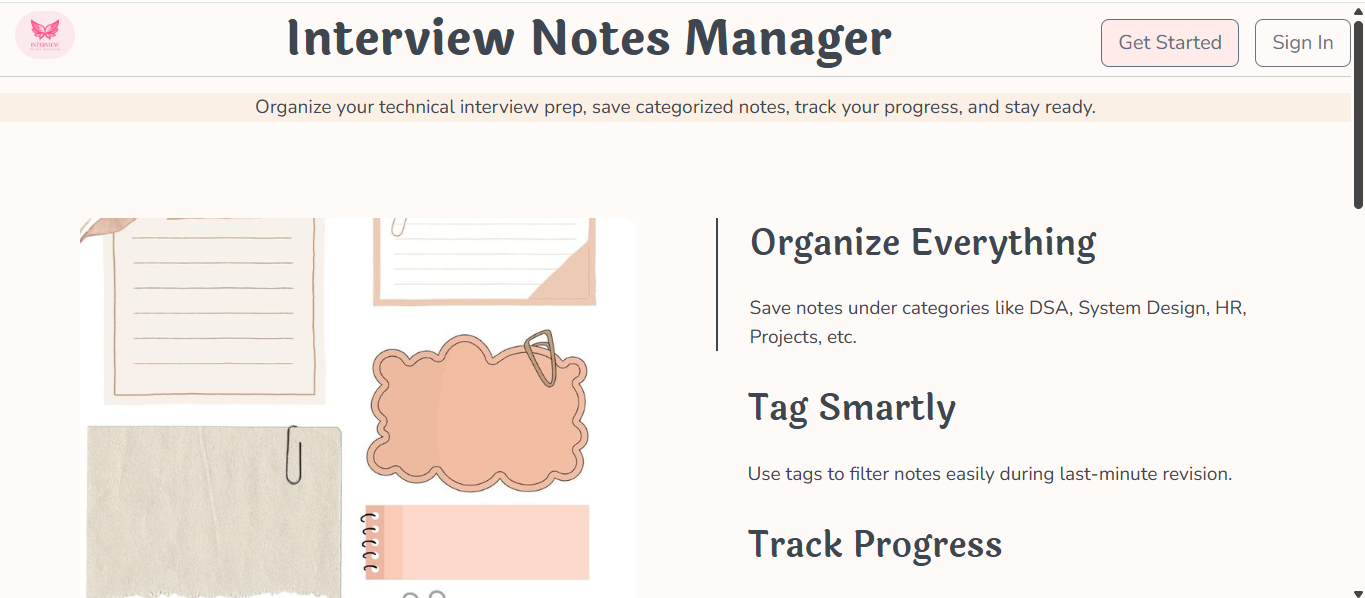 INTERVIEW
Interview Notes Manager
Get Started
Sign In
Organize your technical interview prep, save categorized notes, track your progress, and stay ready.
Organize Everything
Save notes under categories like DSA, System Design, HR,
Projects, etc.
Tag Smartly
Use tags to filter notes easily during last-minute revision.
Track Progress